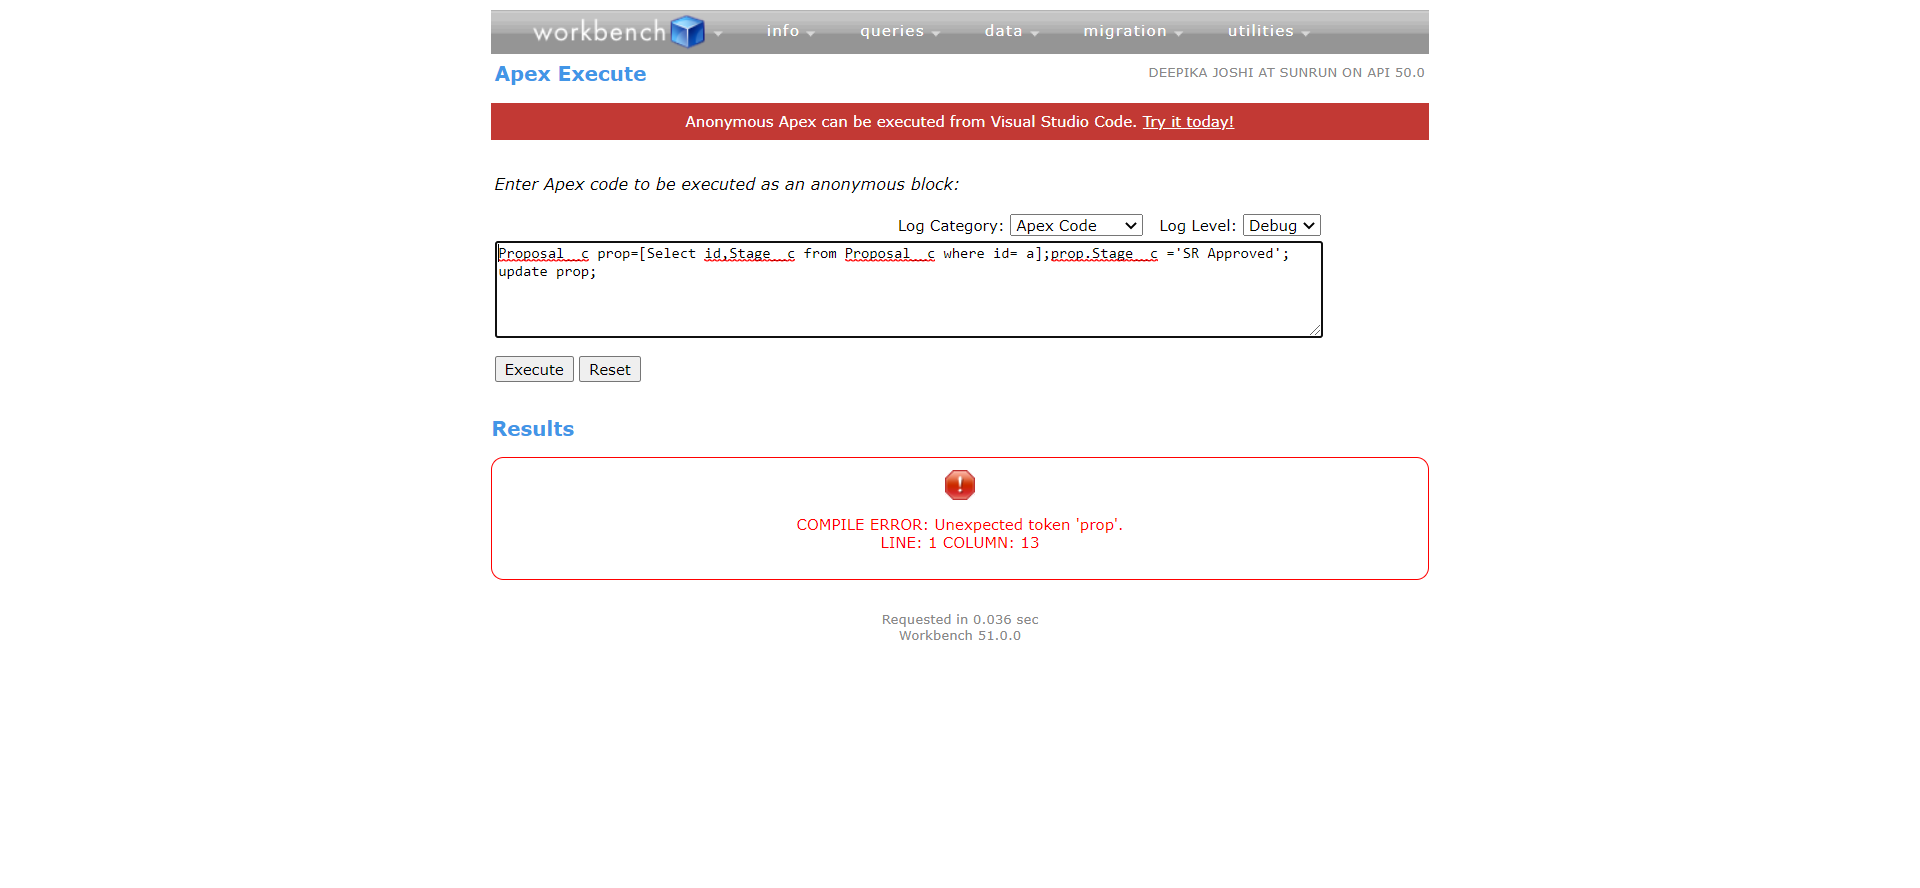 workbench info queries data migration utilities
Apex Execute
DEEPIKA JOSHI AT SUNRUN ON API 50.0
Anonymous Apex can be executed from Visual Studio Code. Try it today!
Enter Apex code to be executed as an anonymous block:
Log Category: Apex Code Log Level: Debug
Proposal__c prop=[Select id,Stage__c from Proposal__c where id= a];prop.Stage__c ='SR Approved';
update prop;
Execute Reset
Results
COMPILE ERROR: Unexpected token 'prop'.
LINE: 1 COLUMN: 13
Requested in 0.036 sec
Workbench 51.0.0